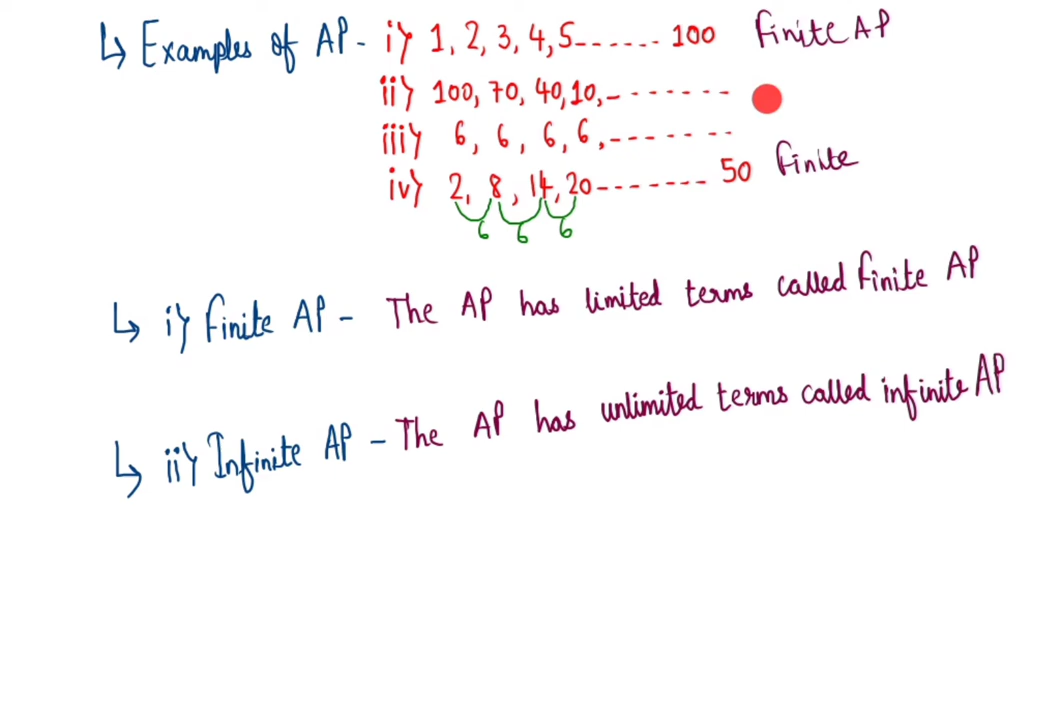 ↳ Examples of AP - i) 1, 2, 3, 4, 5------ 100 finite AP
ii) 100, 70, 40, 10, -------
iii) 6, 6, 6, 6, -------
iv) 2, 8, 14, 20------- 50 finite
6 6 6
↳ i) finite AP - The AP has limited terms called finite AP
↳ ii) Infinite AP - The AP has unlimited terms called infinite AP